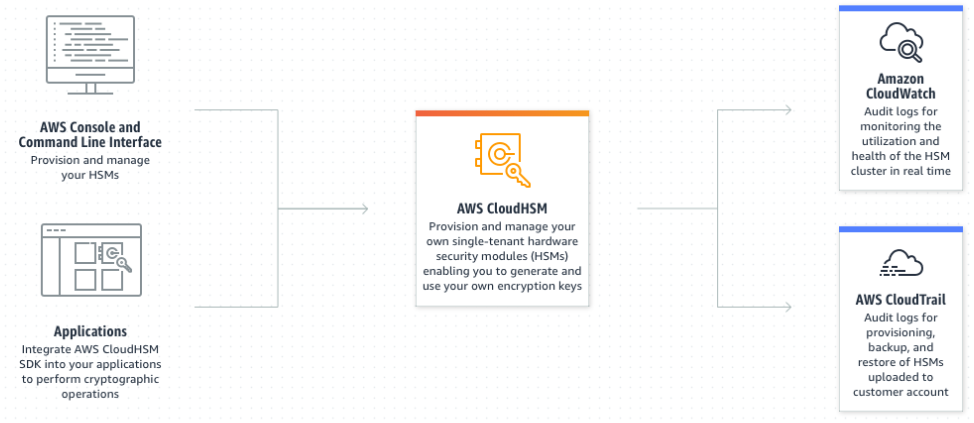 AWS Console and
Command Line Interface
Provision and manage
your HSMs
Applications
Integrate AWS CloudHSM
SDK into your applications
to perform cryptographic
operations
AWS CloudHSM
Provision and manage your
own single-tenant hardware
security modules (HSMs)
enabling you to generate and
use your own encryption keys
Amazon
CloudWatch
Audit logs for
monitoring the
utilization and
health of the HSM
cluster in real time
AWS CloudTrail
Audit logs for
provisioning,
backup, and
restore of HSMs
uploaded to
customer account